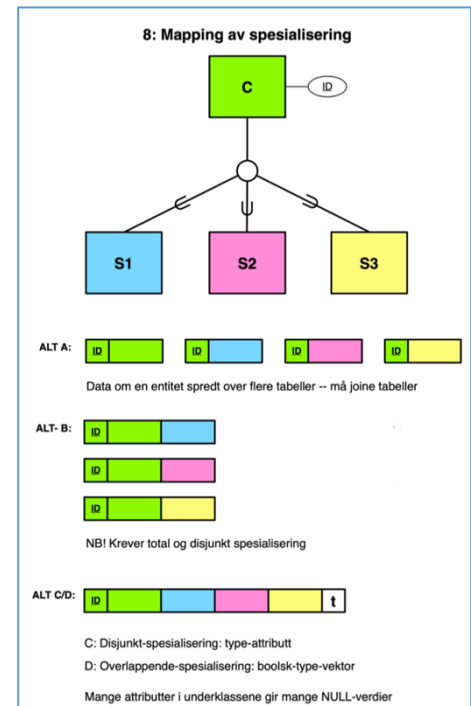 8: Mapping av spesialisering
C
ID
S1
S2
S3
ALT A:
ID
ID
ID
ID
Data om en entitet spredt over flere tabeller -- må joine tabeller
ALT- B:
ID
ID
ID
NB! Krever total og disjunkt spesialisering
ALT C/D:
ID
t
C: Disjunkt-spesialisering: type-attributt
D: Overlappende-spesialisering: boolsk-type-vektor
Mange attributter i underklassene gir mange NULL-verdier